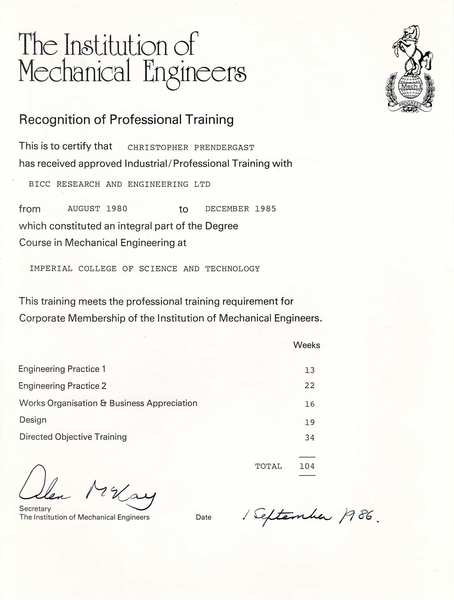 The Institution of
Mechanical Engineers
Mech.E
PROGRESS
Recognition of Professional Training
This is to certify that CHRISTOPHER PRENDERGAST
has received approved Industrial/Professional Training with
BICC RESEARCH AND ENGINEERING LTD
from AUGUST 1980 to DECEMBER 1985
which constituted an integral part of the Degree
Course in Mechanical Engineering at
IMPERIAL COLLEGE OF SCIENCE AND TECHNOLOGY
This training meets the professional training requirement for
Corporate Membership of the Institution of Mechanical Engineers.
Weeks
Engineering Practice 1 13
Engineering Practice 2 22
Works Organisation & Business Appreciation 16
Design 19
Directed Objective Training 34
TOTAL 104
Alex McKay
Secretary
The Institution of Mechanical Engineers Date 1 September 1986.